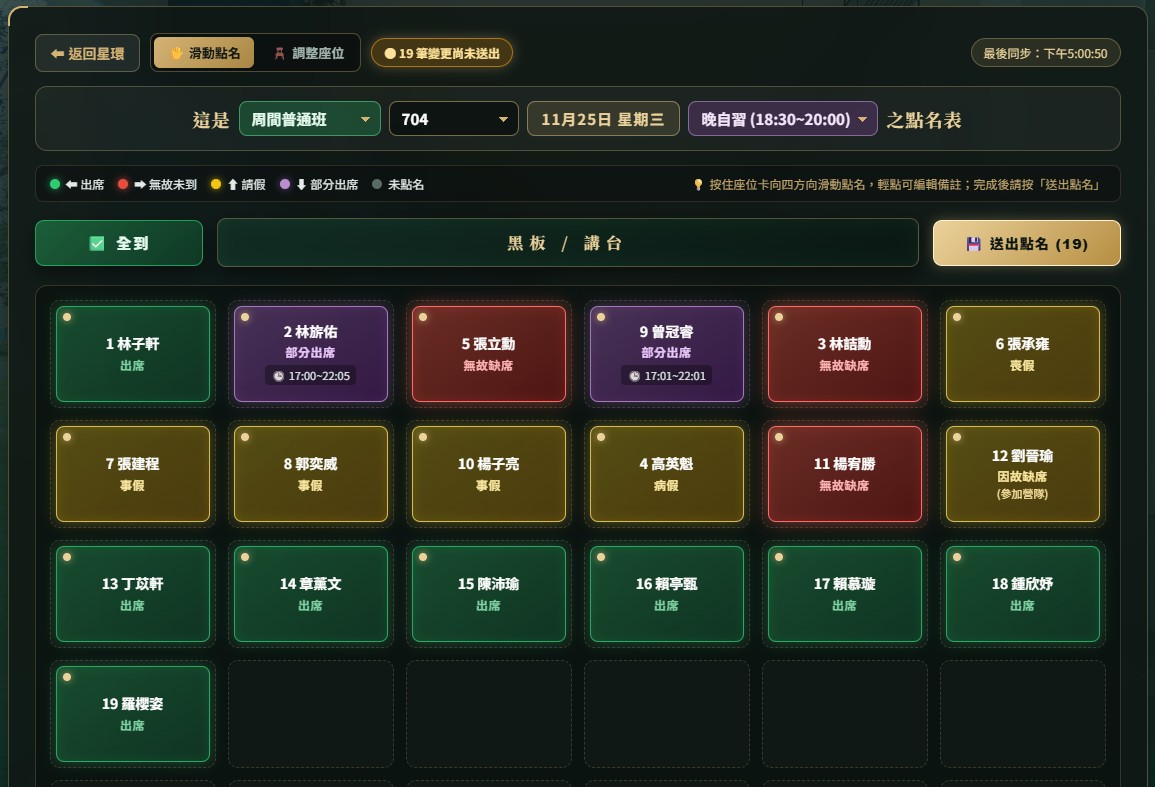 ⬅ 返回星環 🖐 滑動點名 🪑 調整座位 19 筆變更尚未送出 最後同步：下午5:00:50
這是 周間普通班 704 11月25日 星期三 晚自習 (18:30~20:00) 之點名表
⬅ 出席 ➡ 無故未到 ⬆ 請假 ⬇ 部分出席 未點名 💡 按住座位卡向四方向滑動點名，輕點可編輯備註；完成後請按「送出點名」
✅ 全到 黑板 / 講台 💾 送出點名 (19)
1 林子軒
出席
2 林旂佑
部分出席
🕒 17:00~22:05
5 張立勳
無故缺席
9 曾冠睿
部分出席
🕒 17:01~22:01
3 林詰勳
無故缺席
6 張承雍
喪假
7 張建程
事假
8 郭奕威
事假
10 楊子亮
事假
4 高英魁
病假
11 楊宥勝
無故缺席
12 劉晉瑜
因故缺席
(參加營隊)
13 丁苡軒
出席
14 章薰文
出席
15 陳沛瑜
出席
16 賴亭甄
出席
17 賴慕璇
出席
18 鍾欣妤
出席
19 羅櫻姿
出席